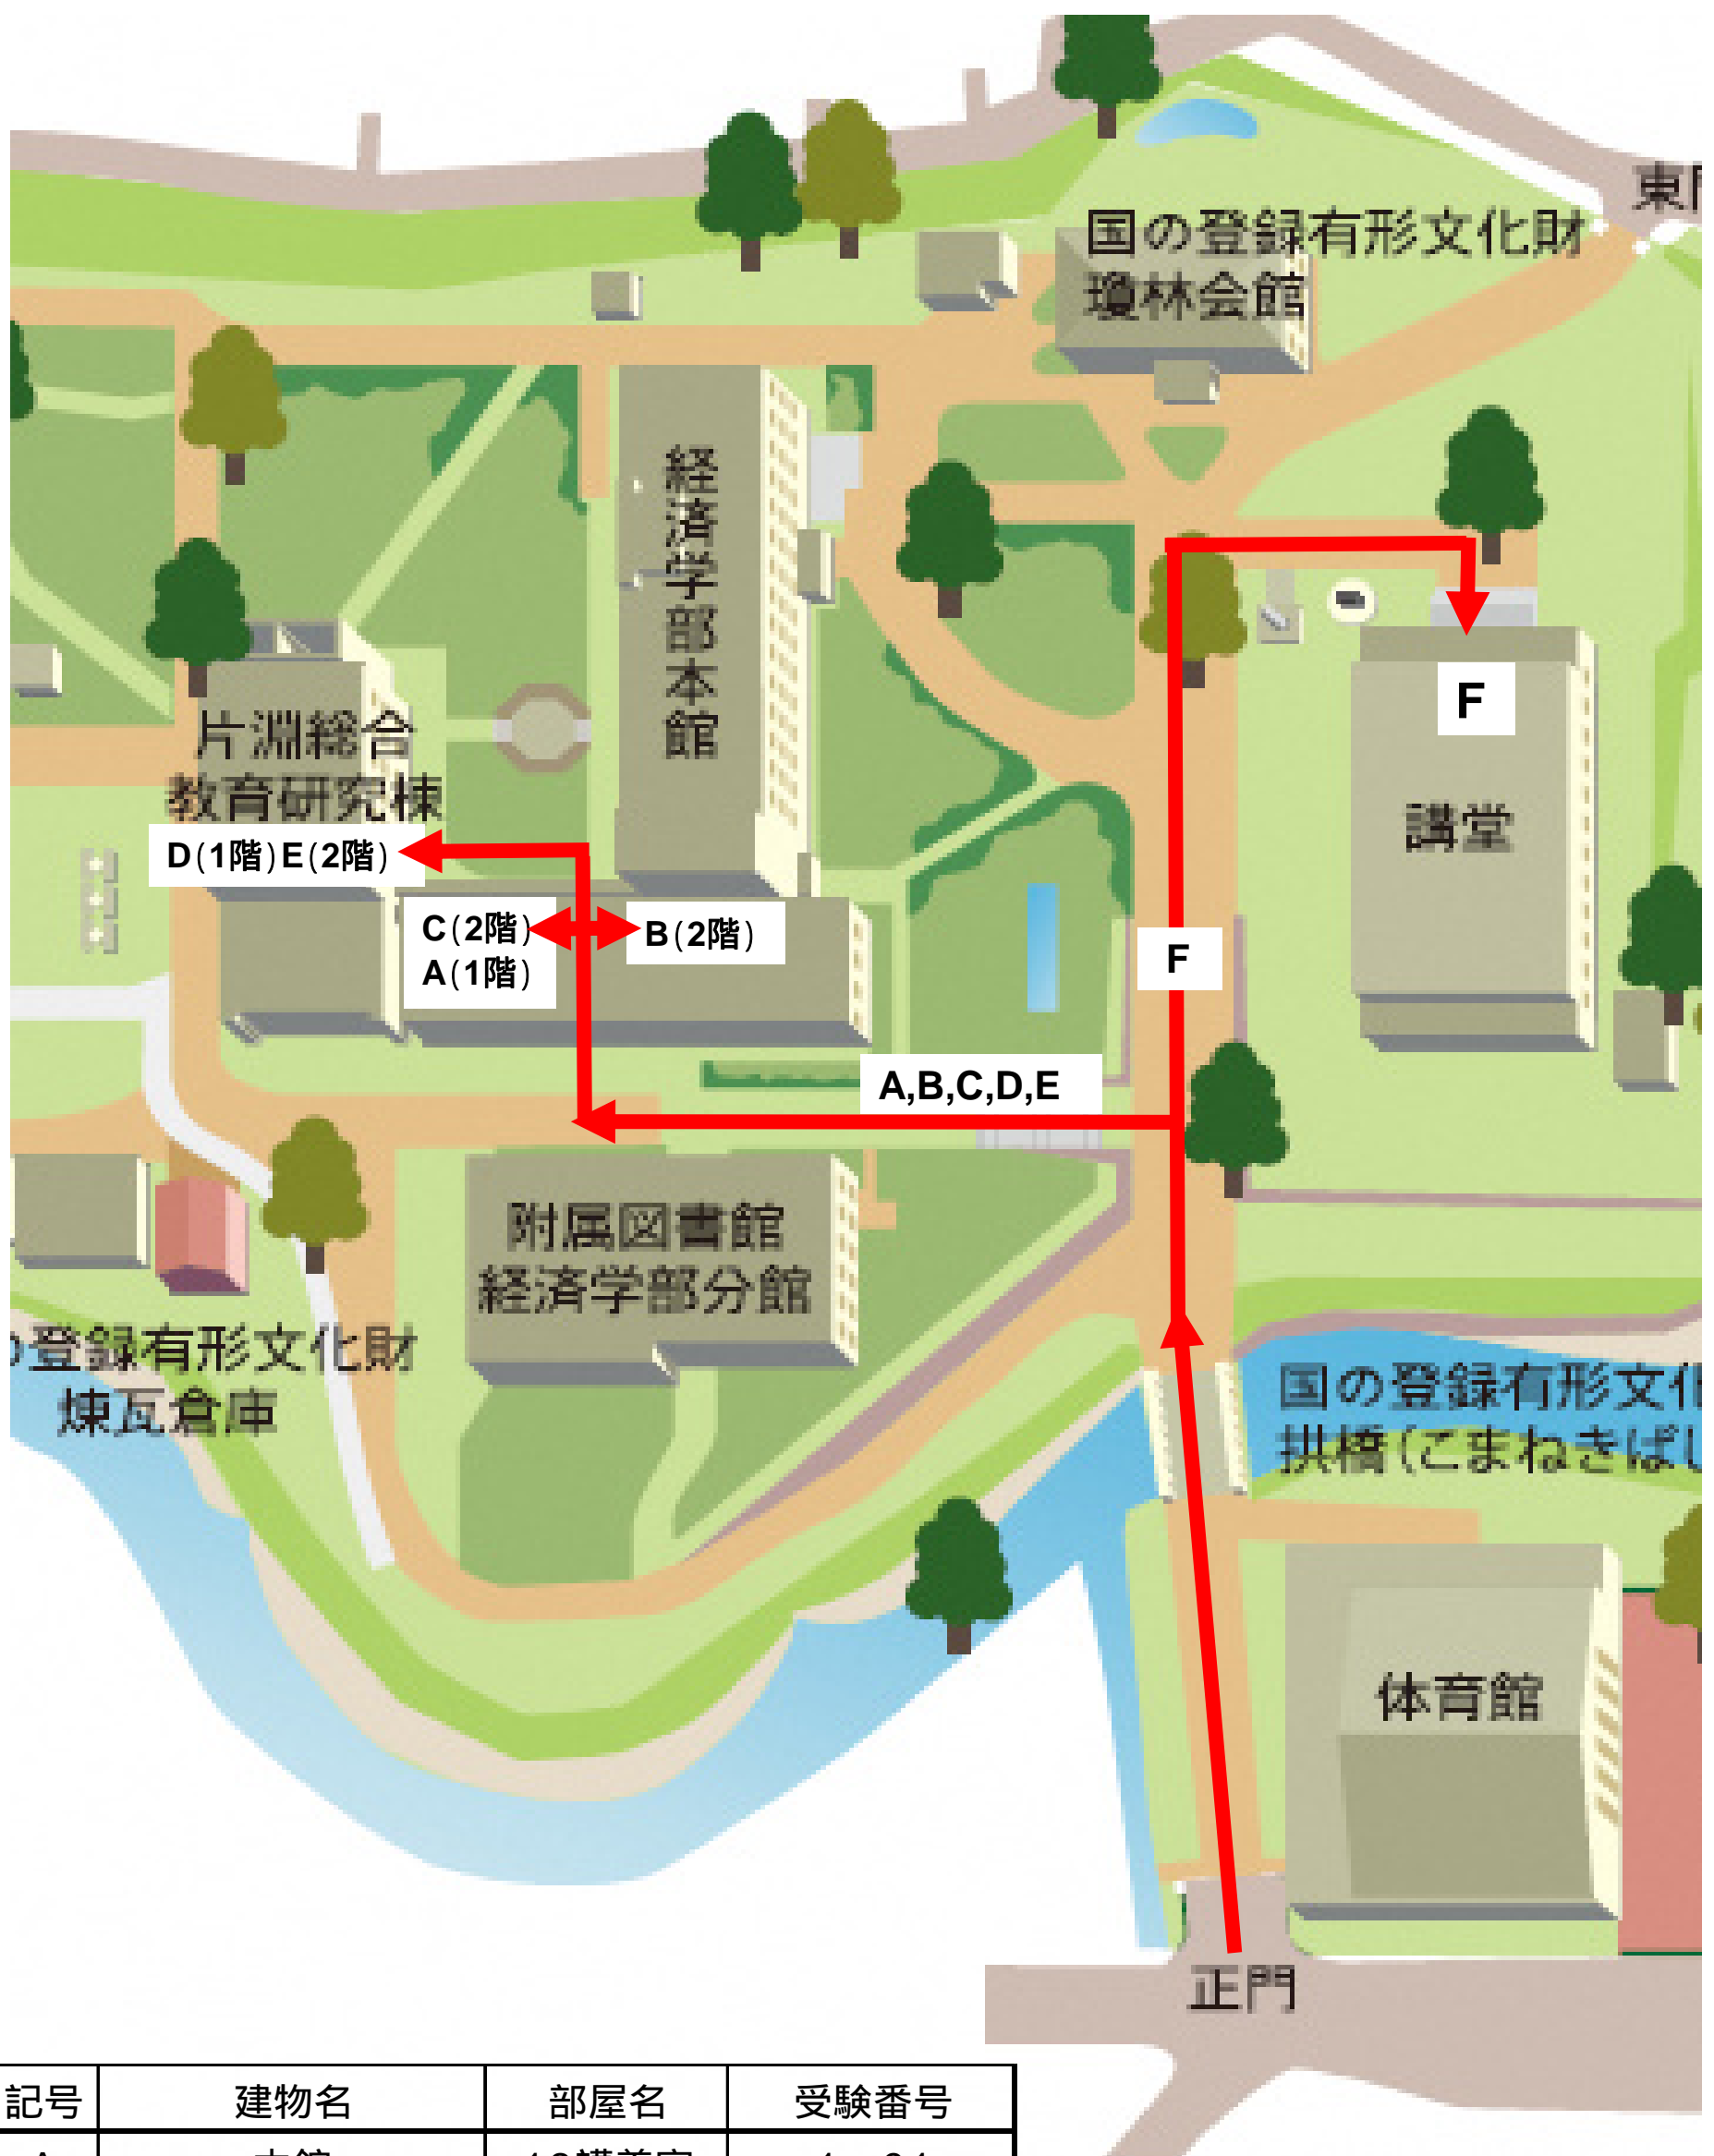 東
国の登録有形文化財
瓊林会館
経済学部本館
F
片淵総合
教育研究棟
講堂
D(1階)E(2階)
C(2階)
A(1階)
B(2階)
F
A,B,C,D,E
附属図書館
経済学部分館
の登録有形文化財
煉瓦倉庫
国の登録有形文化
拱橋(こまねきばし
体育館
正門
記号 建物名 部屋名 受験番号